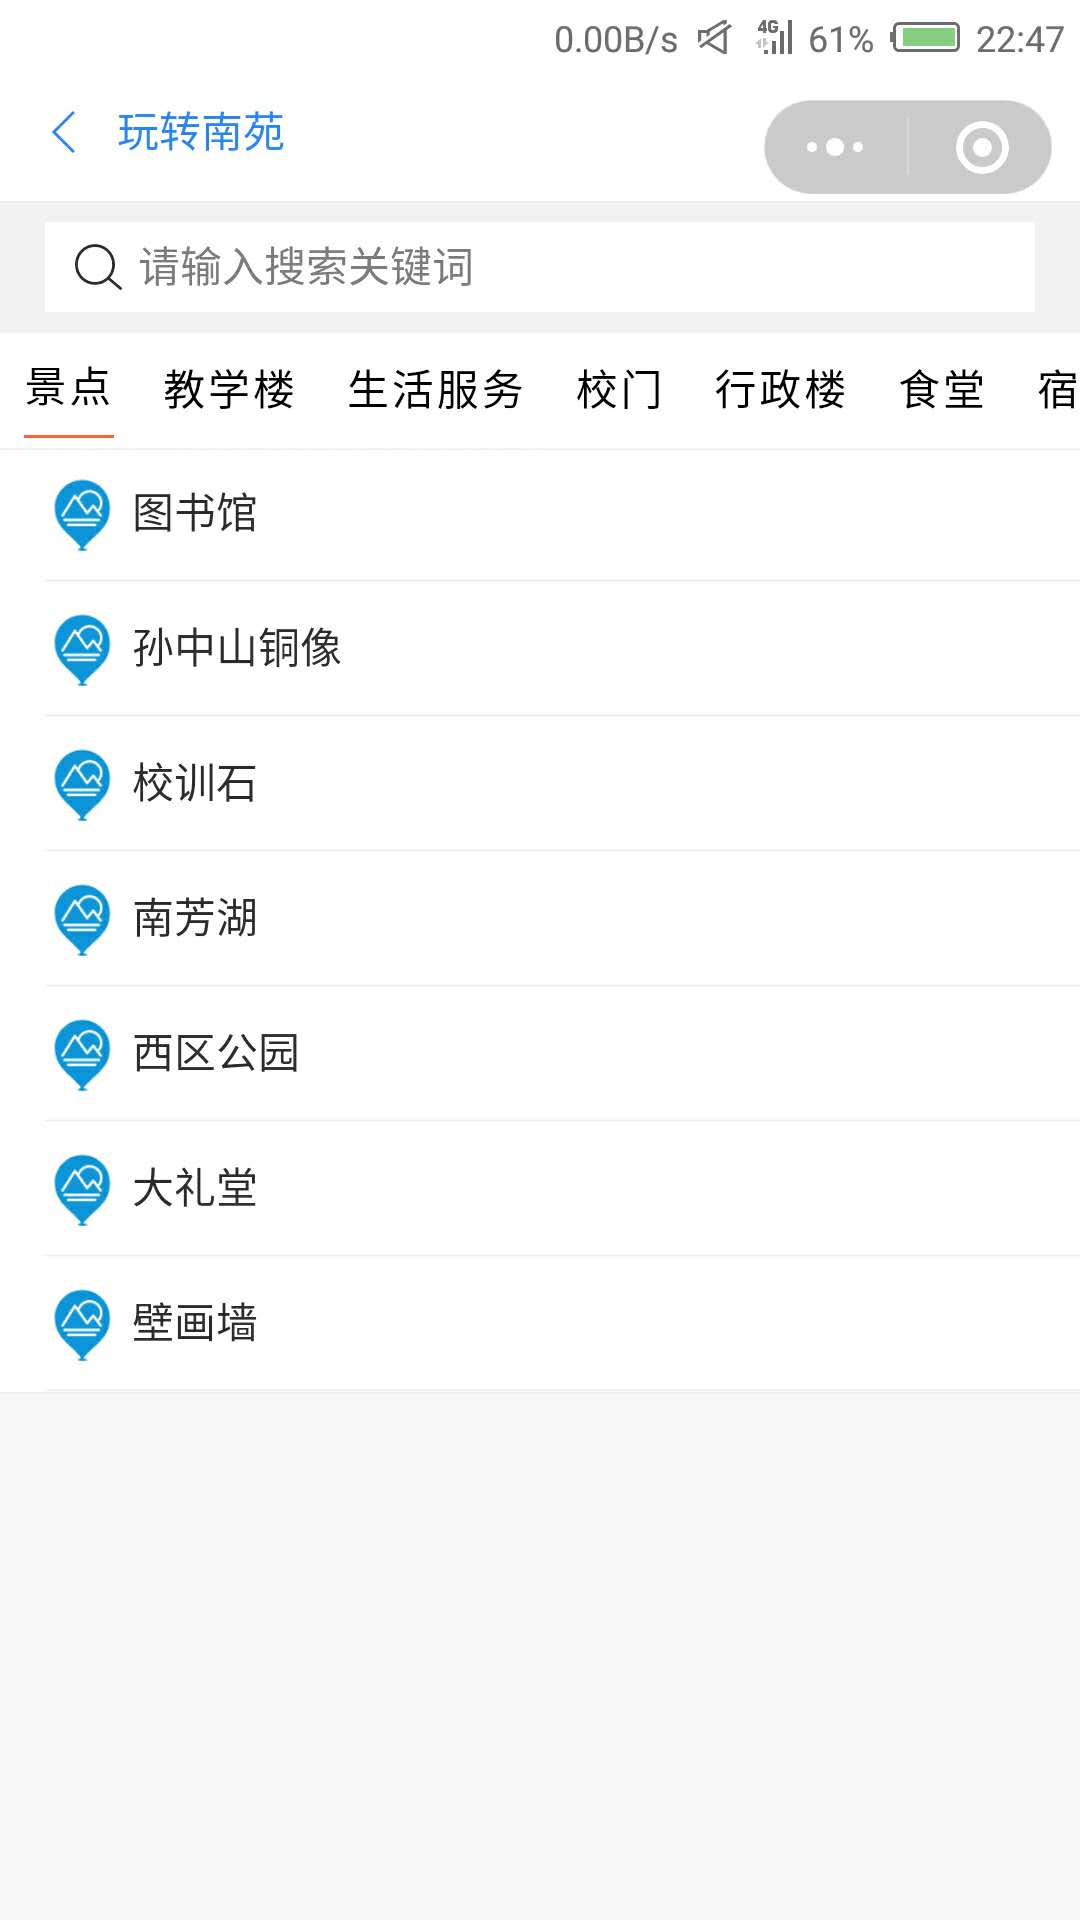 0.00B/s 4G 61% 22:47
玩转南苑
请输入搜索关键词
景点 教学楼 生活服务 校门 行政楼 食堂 宿
图书馆
孙中山铜像
校训石
南芳湖
西区公园
大礼堂
壁画墙